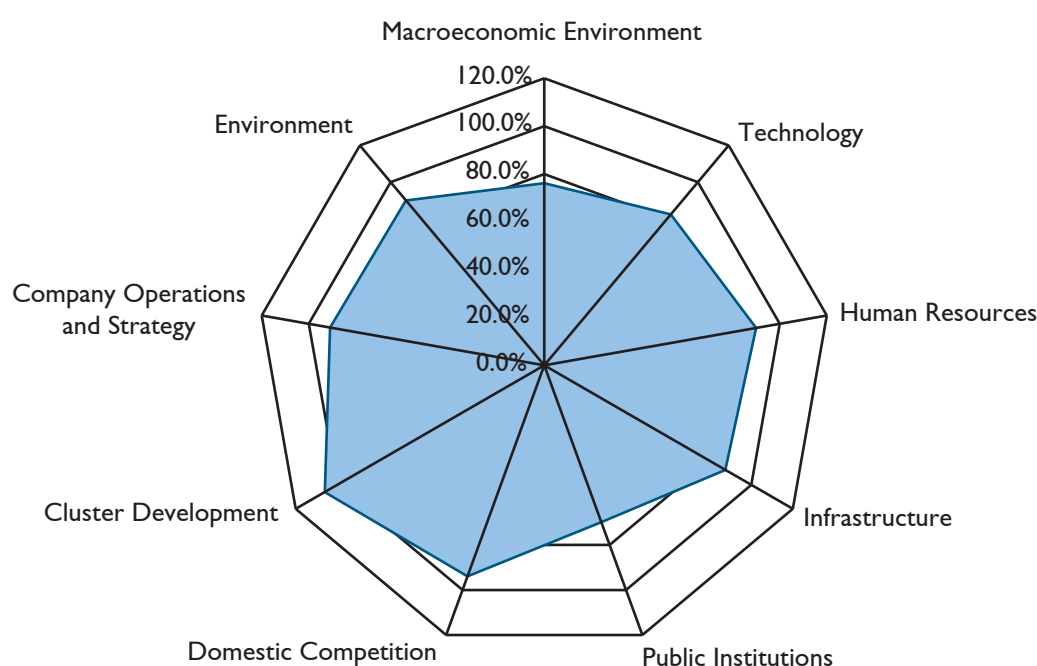 Macroeconomic Environment
120.0%
Environment
100.0%
Technology
80.0%
60.0%
40.0%
Company Operations
and Strategy
20.0%
Human Resources
0.0%
Cluster Development
Infrastructure
Domestic Competition
Public Institutions